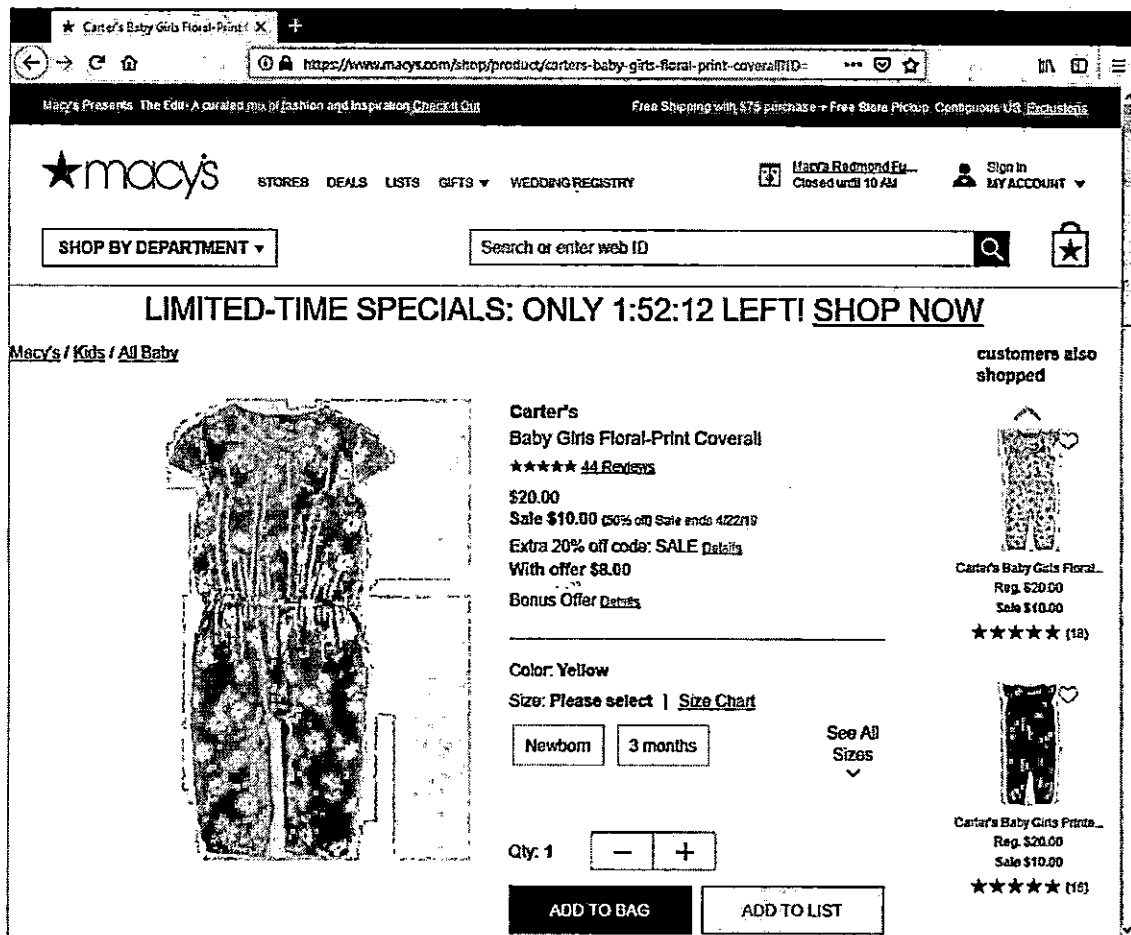 Carter's Baby Girls Floral-Print
https://www.macys.com/shop/product/carters-baby-girls-floral-print-coverall?ID=
Macy's Presents The Edit- A curated mix of fashion and inspiration Check It Out
Free Shipping with $75 purchase + Free Store Pickup. Contiguous US. Exclusions
macy's
STORES DEALS LISTS GIFTS WEDDING REGISTRY
Macy's Redmond Fu...
Closed until 10 AM
Sign in
MY ACCOUNT
SHOP BY DEPARTMENT
Search or enter web ID
LIMITED-TIME SPECIALS: ONLY 1:52:12 LEFT! SHOP NOW
Macy's / Kids / All Baby
Carter's
Baby Girls Floral-Print Coverall
44 Reviews
$20.00
Sale $10.00 (50% off) Sale ends 4/22/19
Extra 20% off code: SALE Details
With offer $8.00
Bonus Offer Details
Color: Yellow
Size: Please select | Size Chart
Newborn
3 months
See All
Sizes
Qty: 1
− +
ADD TO BAG
ADD TO LIST
customers also
shopped
Carter's Baby Girls Floral...
Reg. $20.00
Sale $10.00
Carter's Baby Girls Printe...
Reg. $20.00
Sale $10.00